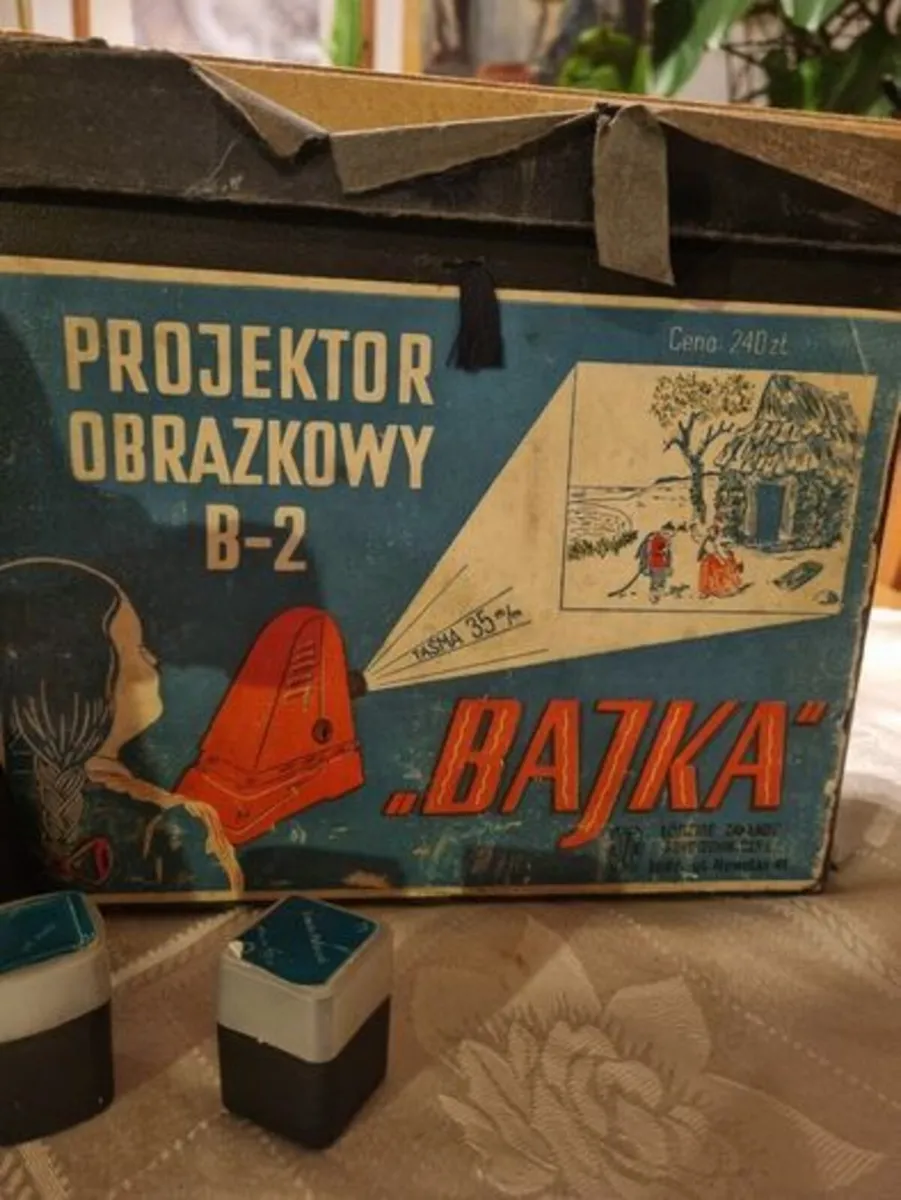 PROJEKTOR
OBRAZKOWY
B-2
Cena 240 zł
TAŚMA 35 m/m
„BAJKA"